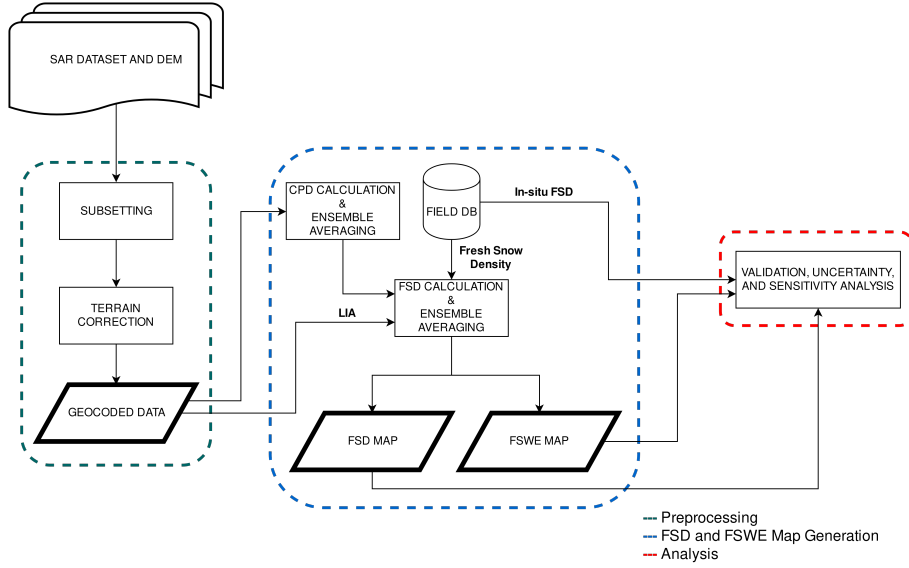 SAR DATASET AND DEM
SUBSETTING
TERRAIN
CORRECTION
GEOCODED DATA
CPD CALCULATION
&
ENSEMBLE
AVERAGING
FIELD DB
In-situ FSD
Fresh Snow
Density
FSD CALCULATION
&
ENSEMBLE
AVERAGING
LIA
FSD MAP
FSWE MAP
VALIDATION, UNCERTAINTY,
AND SENSITIVITY ANALYSIS
Preprocessing
FSD and FSWE Map Generation
Analysis